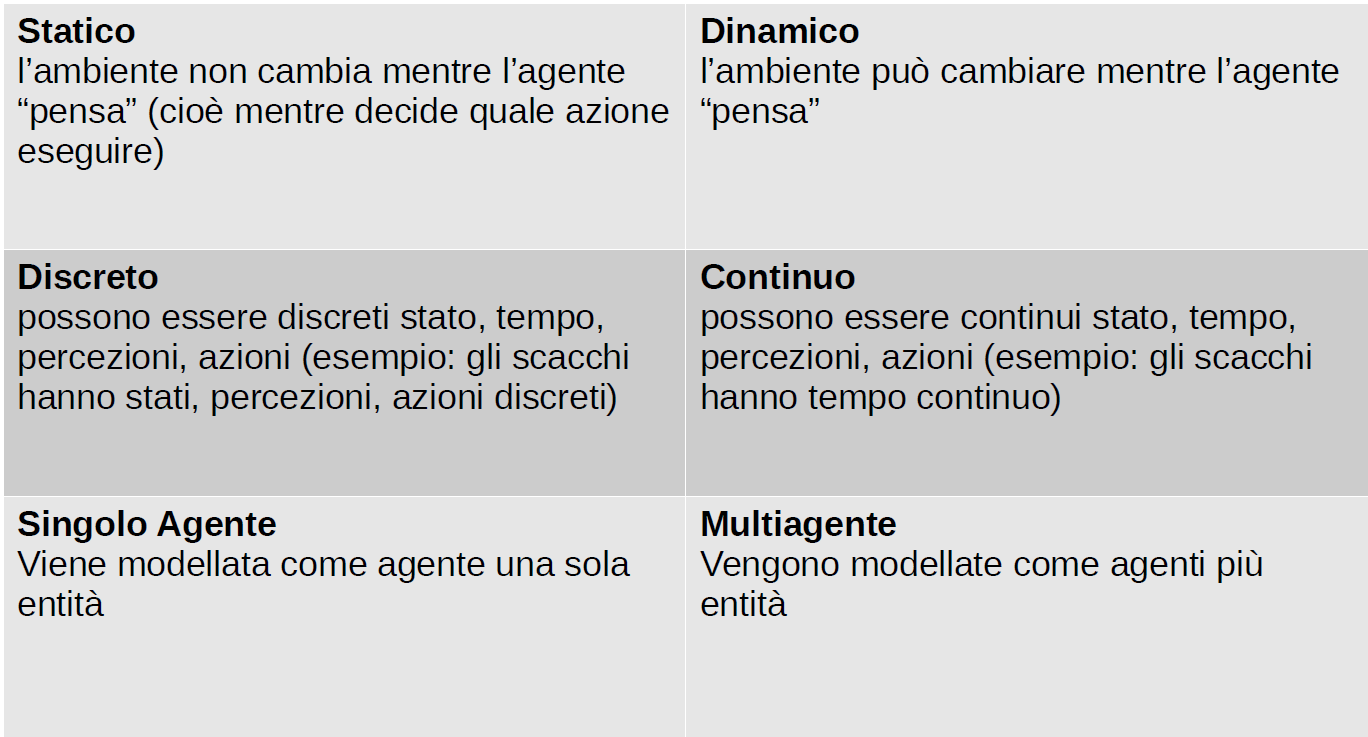 Statico
l’ambiente non cambia mentre l’agente
“pensa” (cioè mentre decide quale azione
eseguire)
Dinamico
l’ambiente può cambiare mentre l’agente
“pensa”
Discreto
possono essere discreti stato, tempo,
percezioni, azioni (esempio: gli scacchi
hanno stati, percezioni, azioni discreti)
Continuo
possono essere continui stato, tempo,
percezioni, azioni (esempio: gli scacchi
hanno tempo continuo)
Singolo Agente
Viene modellata come agente una sola
entità
Multiagente
Vengono modellate come agenti più
entità